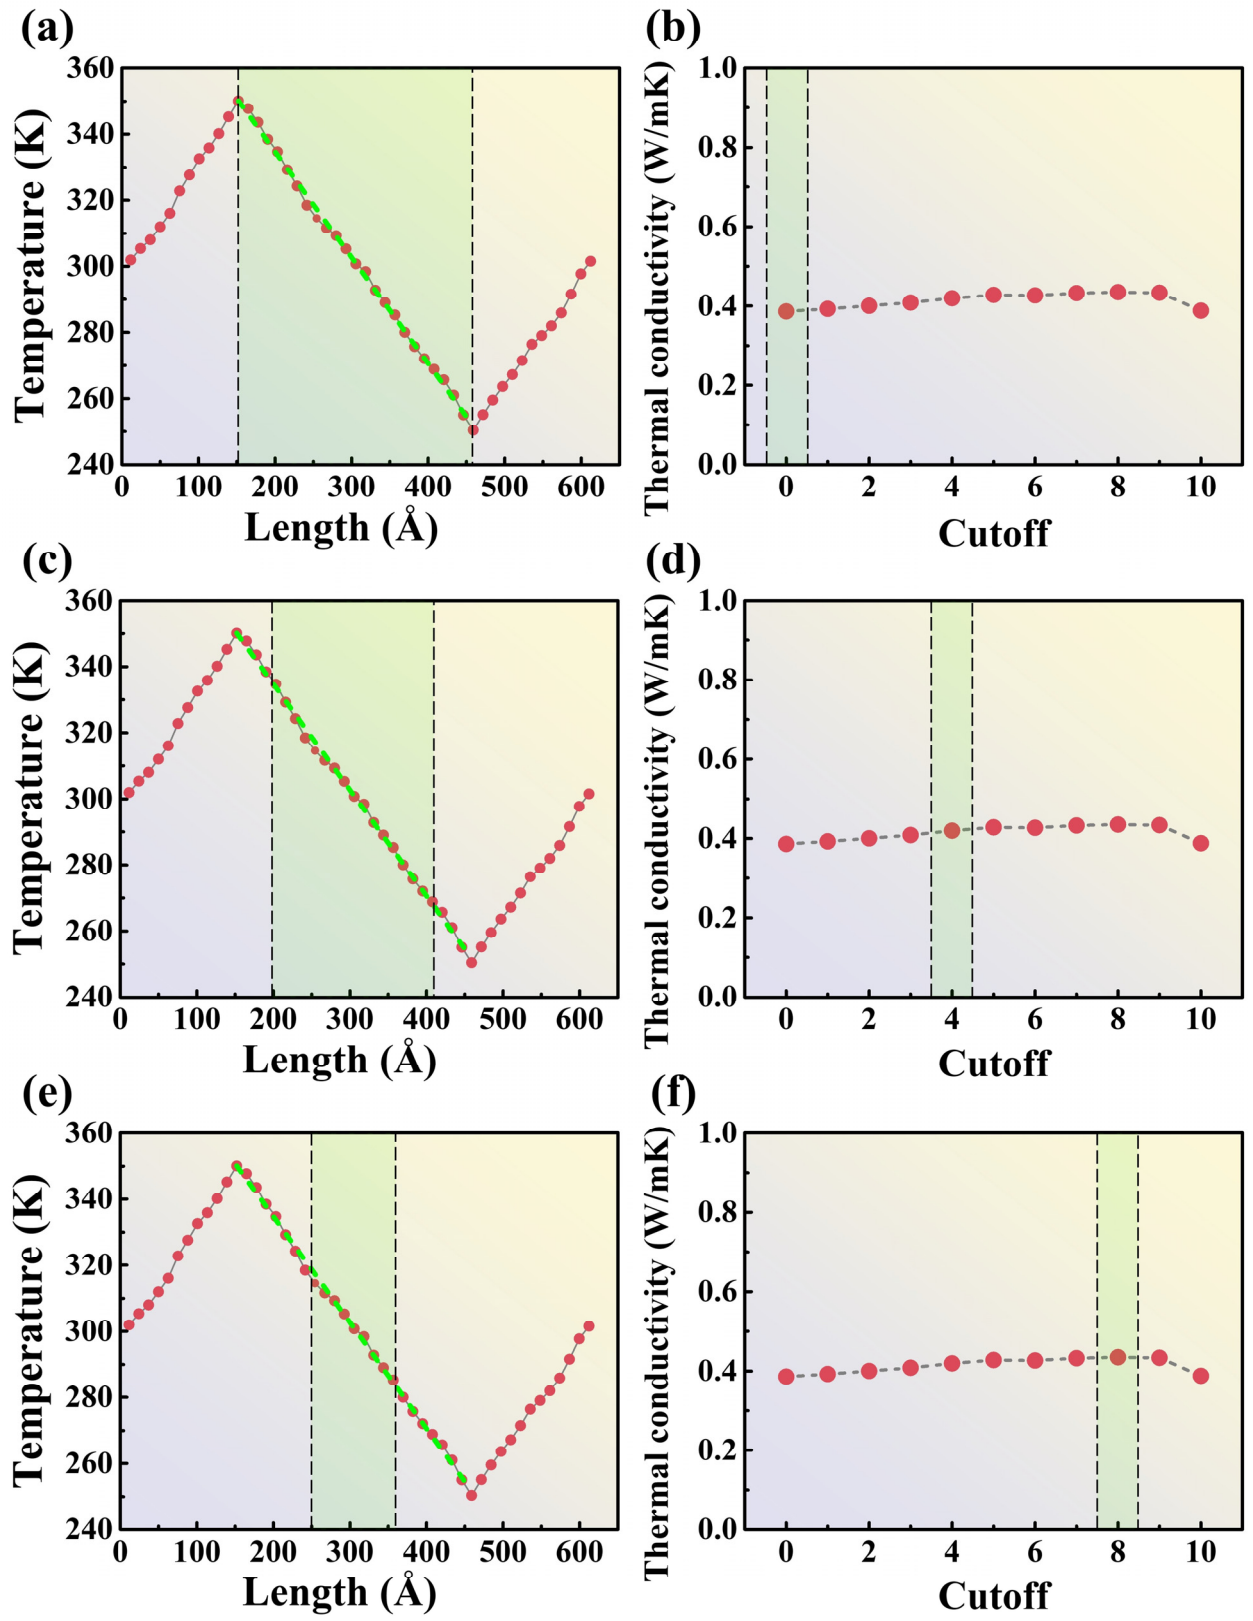 (a)
(b)
360
340
320
300
280
260
240
0 100 200 300 400 500 600
Temperature (K)
Length (Å)
1.0
0.8
0.6
0.4
0.2
0.0
0 2 4 6 8 10
Thermal conductivity (W/mK)
Cutoff
(c)
(d)
360
340
320
300
280
260
240
0 100 200 300 400 500 600
Temperature (K)
Length (Å)
1.0
0.8
0.6
0.4
0.2
0.0
0 2 4 6 8 10
Thermal conductivity (W/mK)
Cutoff
(e)
(f)
360
340
320
300
280
260
240
0 100 200 300 400 500 600
Temperature (K)
Length (Å)
1.0
0.8
0.6
0.4
0.2
0.0
0 2 4 6 8 10
Thermal conductivity (W/mK)
Cutoff